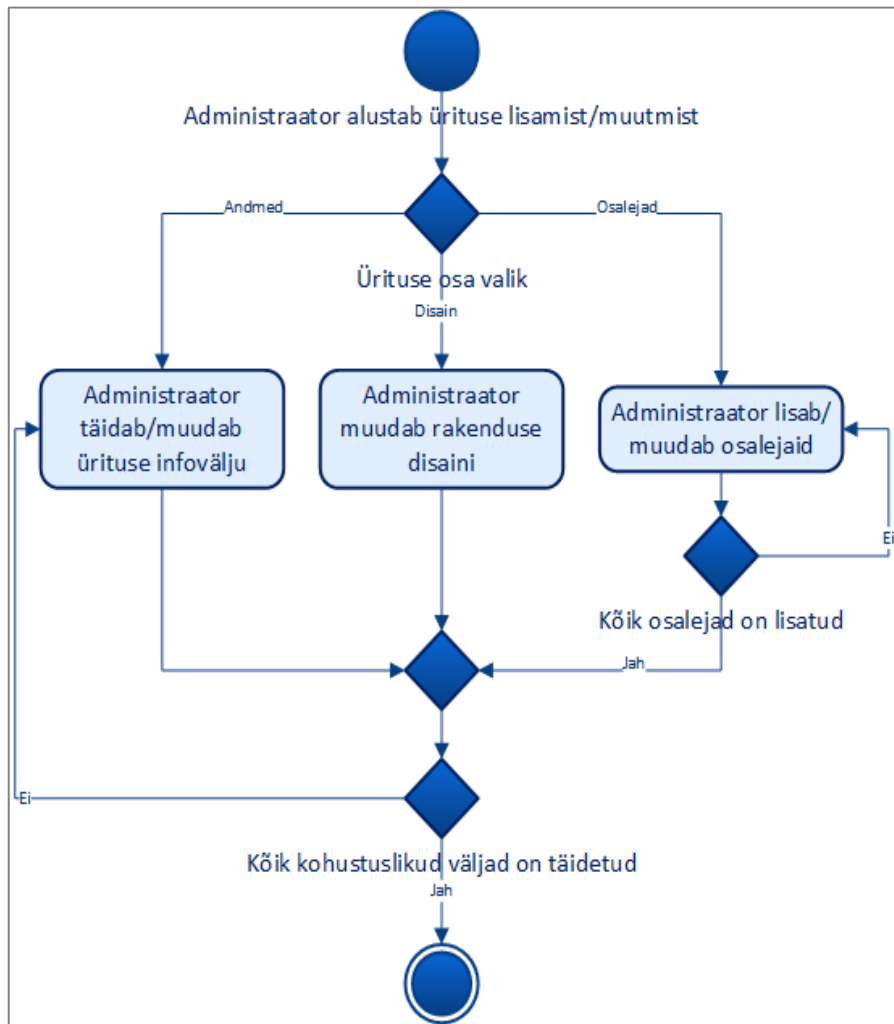 Administraator alustab ürituse lisamist/muutmist
Andmed
Osalejad
Ürituse osa valik
Disain
Administraator
täidab/muudab
ürituse infovälju
Administraator
muudab rakenduse
disaini
Administraator lisab/
muudab osalejaid
Ei
Kõik osalejad on lisatud
Jah
Ei
Kõik kohustuslikud väljad on täidetud
Jah